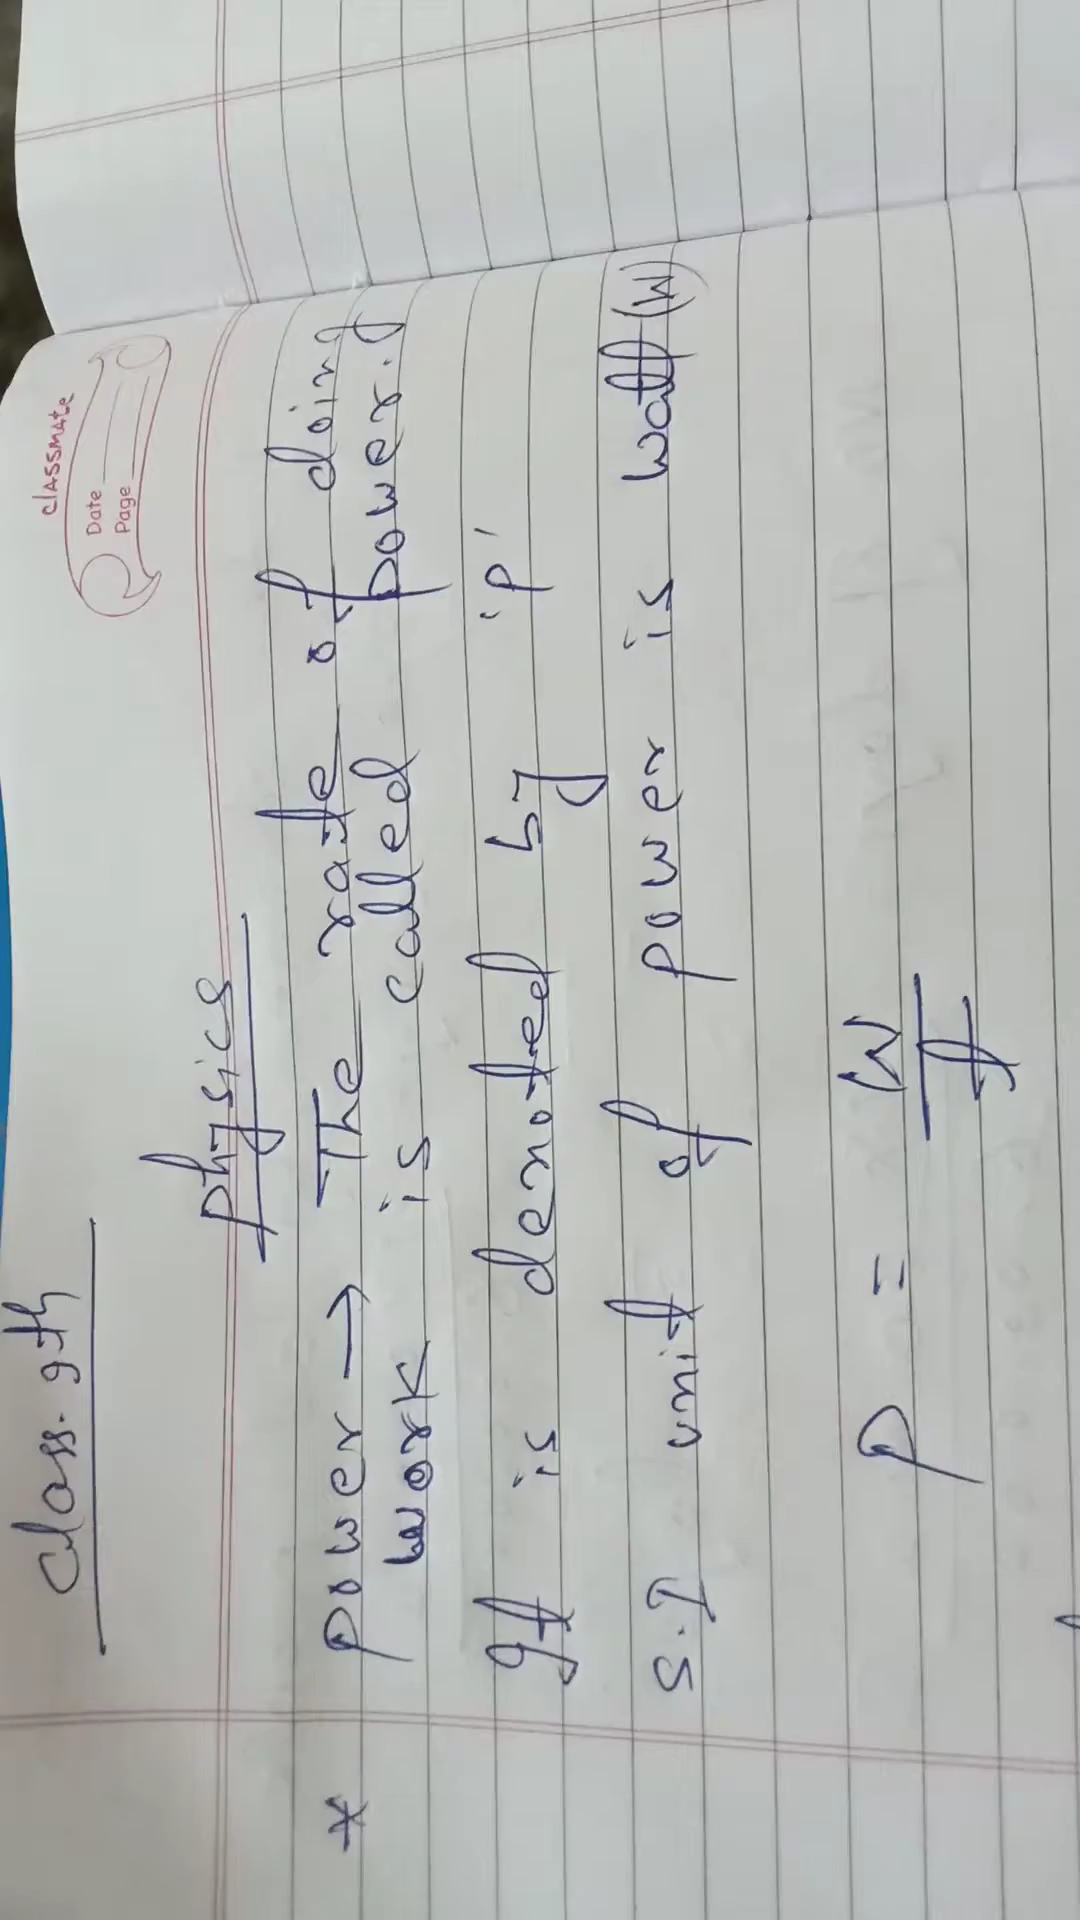 classmate
Date
Page
Class. 9th
physics
* power → The rate of doing
work is called power.
It is denoted by 'p'
S.I unit of power is watt (W)
P = W/t